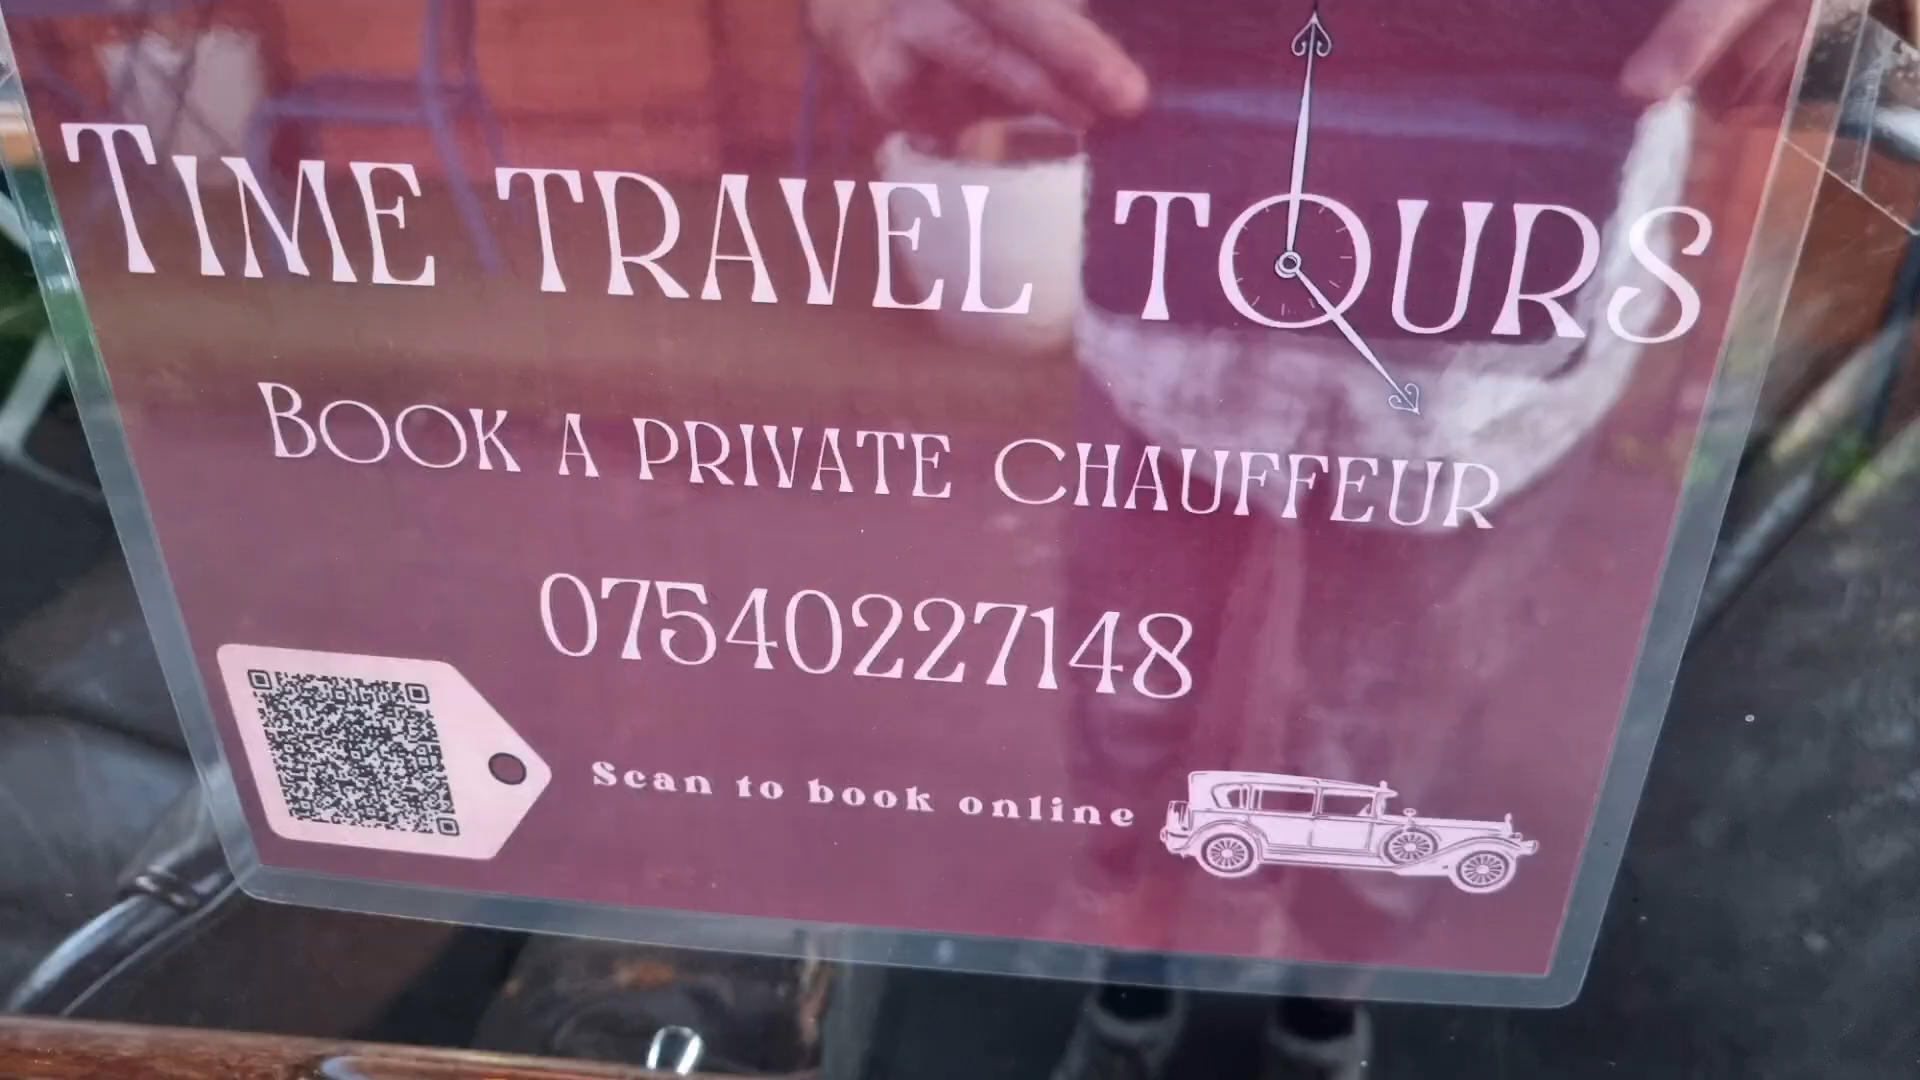 TIME TRAVEL TOURS
BOOK A PRIVATE CHAUFFEUR
07540227148
Scan to book online